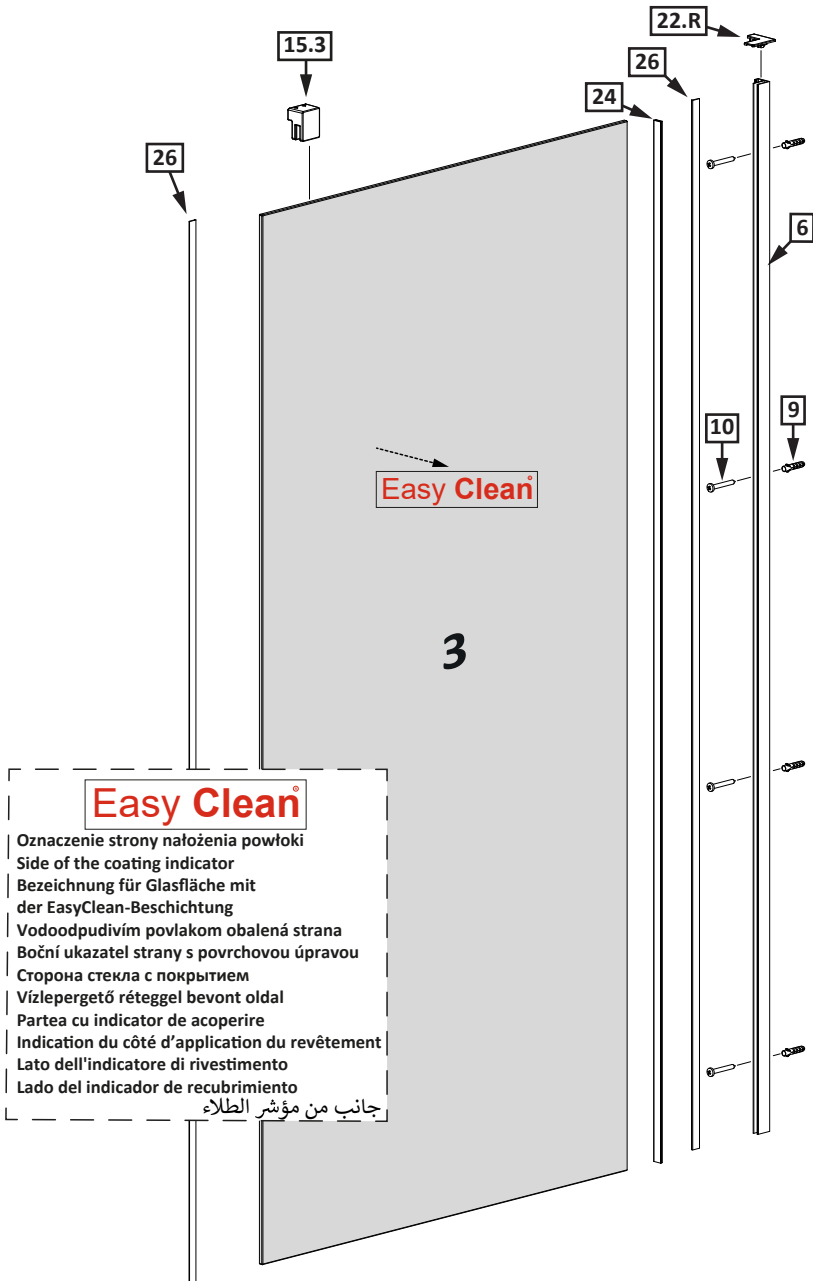 22.R
15.3
26
24
26
6
9
10
Easy Clean
3
Easy Clean®
Oznaczenie strony nałożenia powłoki
Side of the coating indicator
Bezeichnung für Glasfläche mit
der EasyClean-Beschichtung
Vodoodpudivím povlakom obalená strana
Boční ukazatel strany s povrchovou úpravou
Сторона стекла с покрытием
Vízlepergető réteggel bevont oldal
Partea cu indicator de acoperire
Indication du côté d’application du revêtement
Lato dell'indicatore di rivestimento
Lado del indicador de recubrimiento
جانب من مؤشر الطلاء